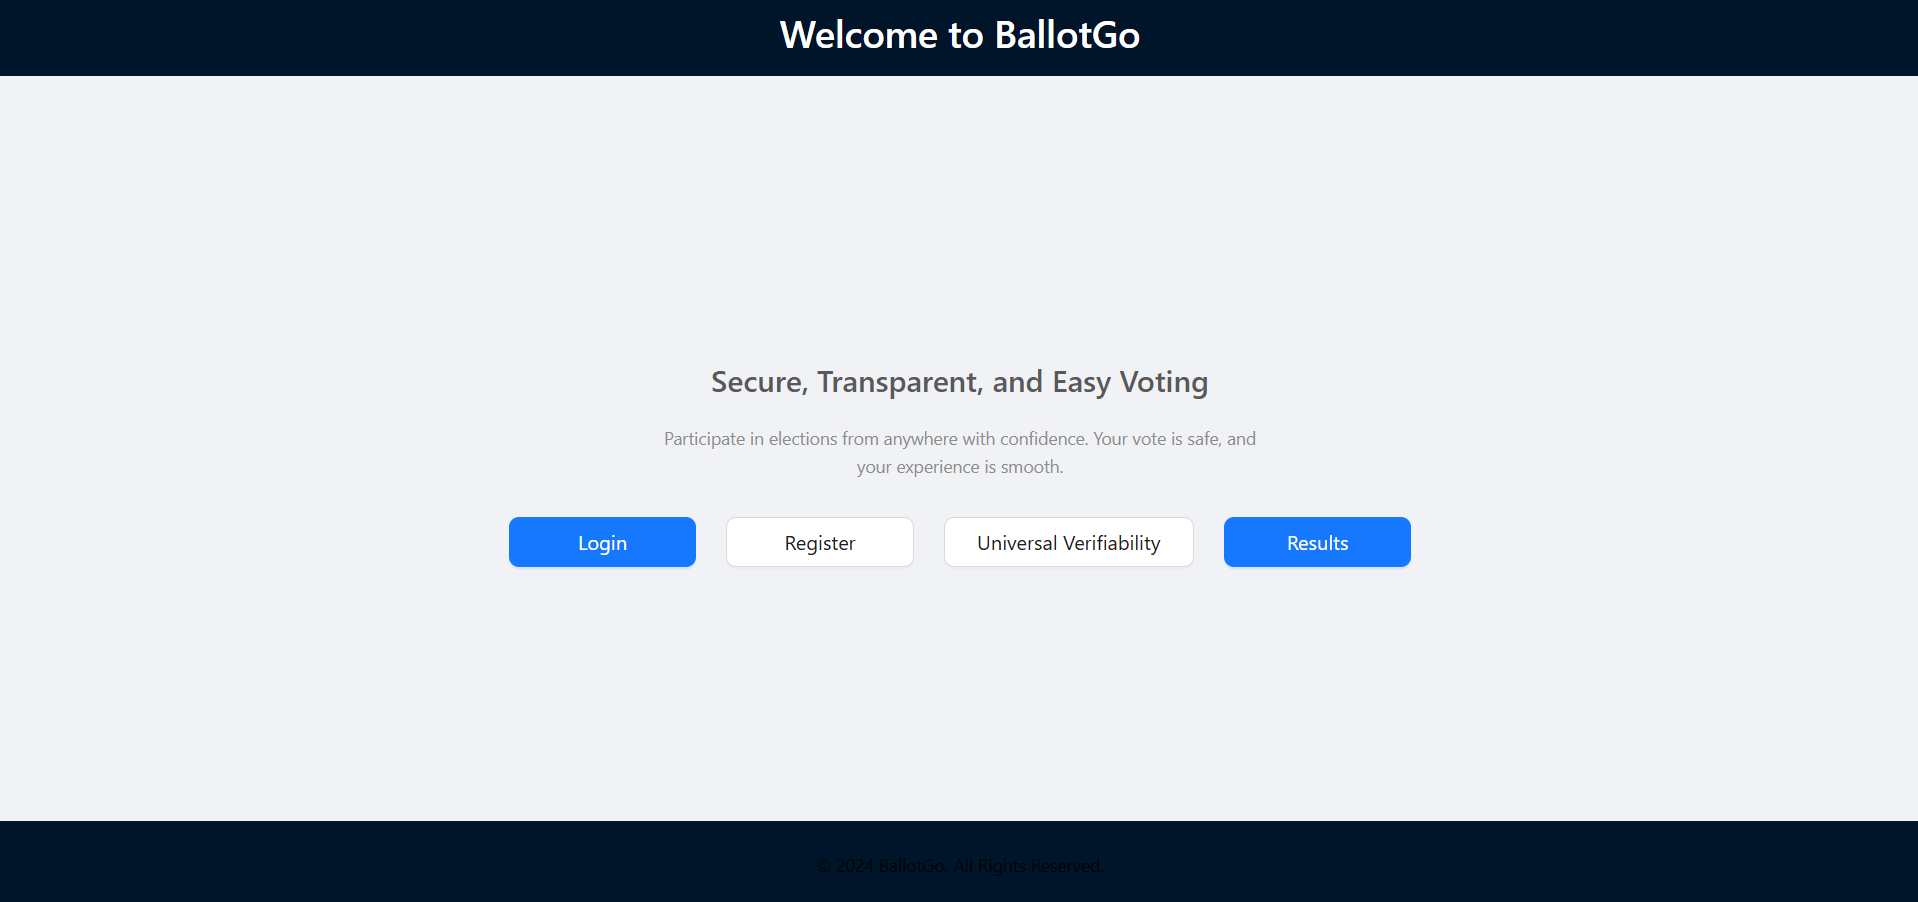 Welcome to BallotGo
Secure, Transparent, and Easy Voting
Participate in elections from anywhere with confidence. Your vote is safe, and
your experience is smooth.
Login
Register
Universal Verifiability
Results
© 2024 BallotGo. All Rights Reserved.